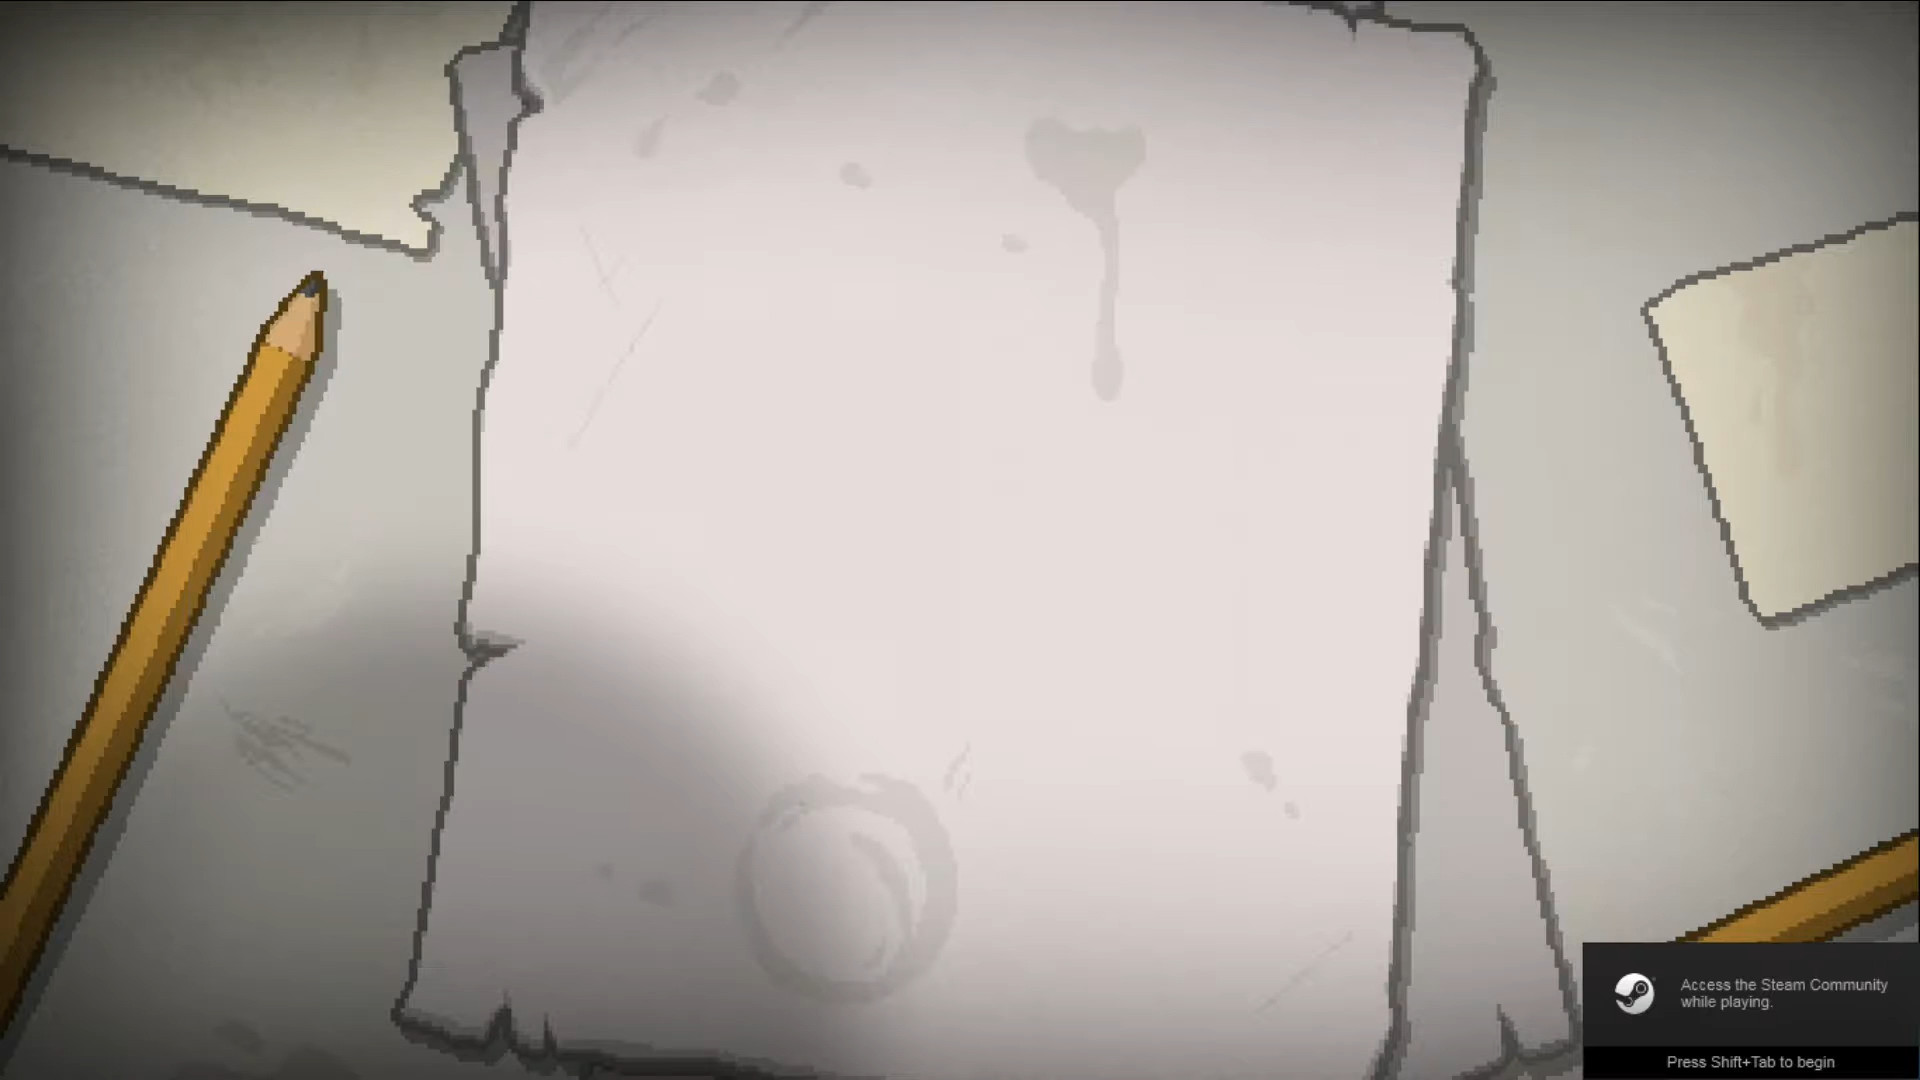 Access the Steam Community
while playing.
Press Shift+Tab to begin